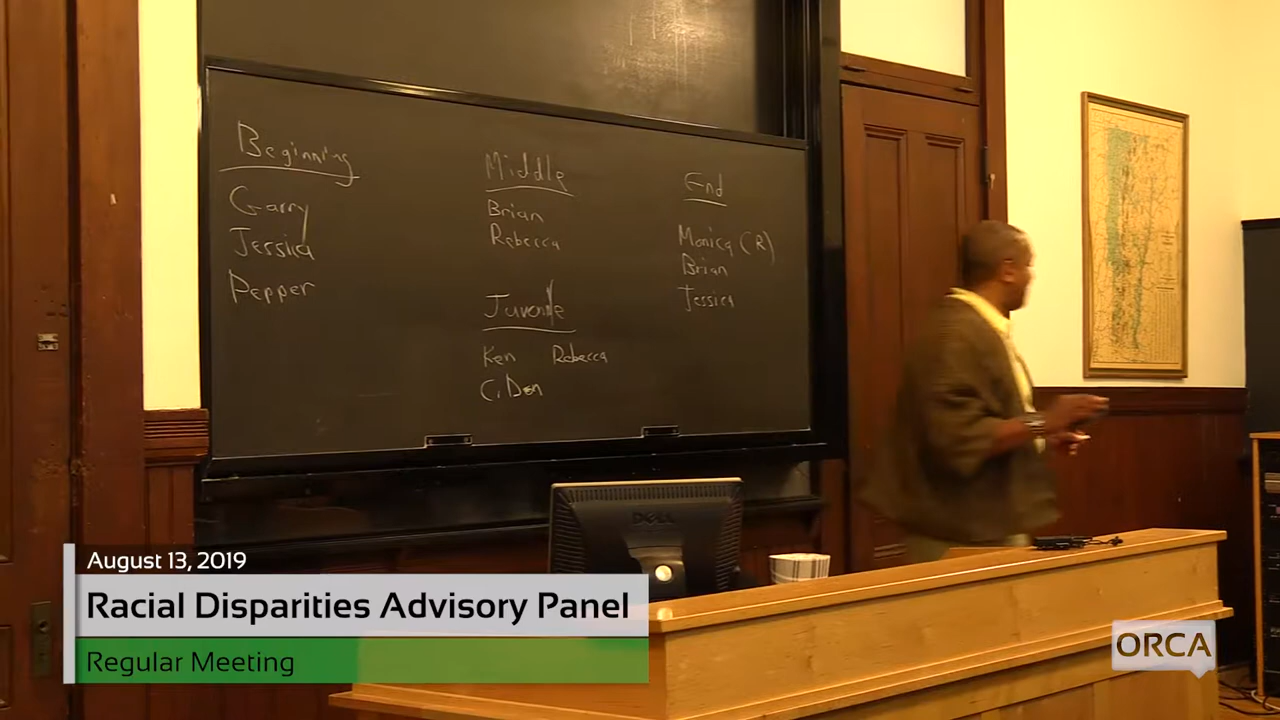 Beginning
Garry
Jessica
Pepper
Middle
Brian
Rebecca
Juvenile
Ken Rebecca
C. Don
End
Monica (R)
Brian
Jessica
DELL
August 13, 2019
Racial Disparities Advisory Panel
Regular Meeting
ORCA